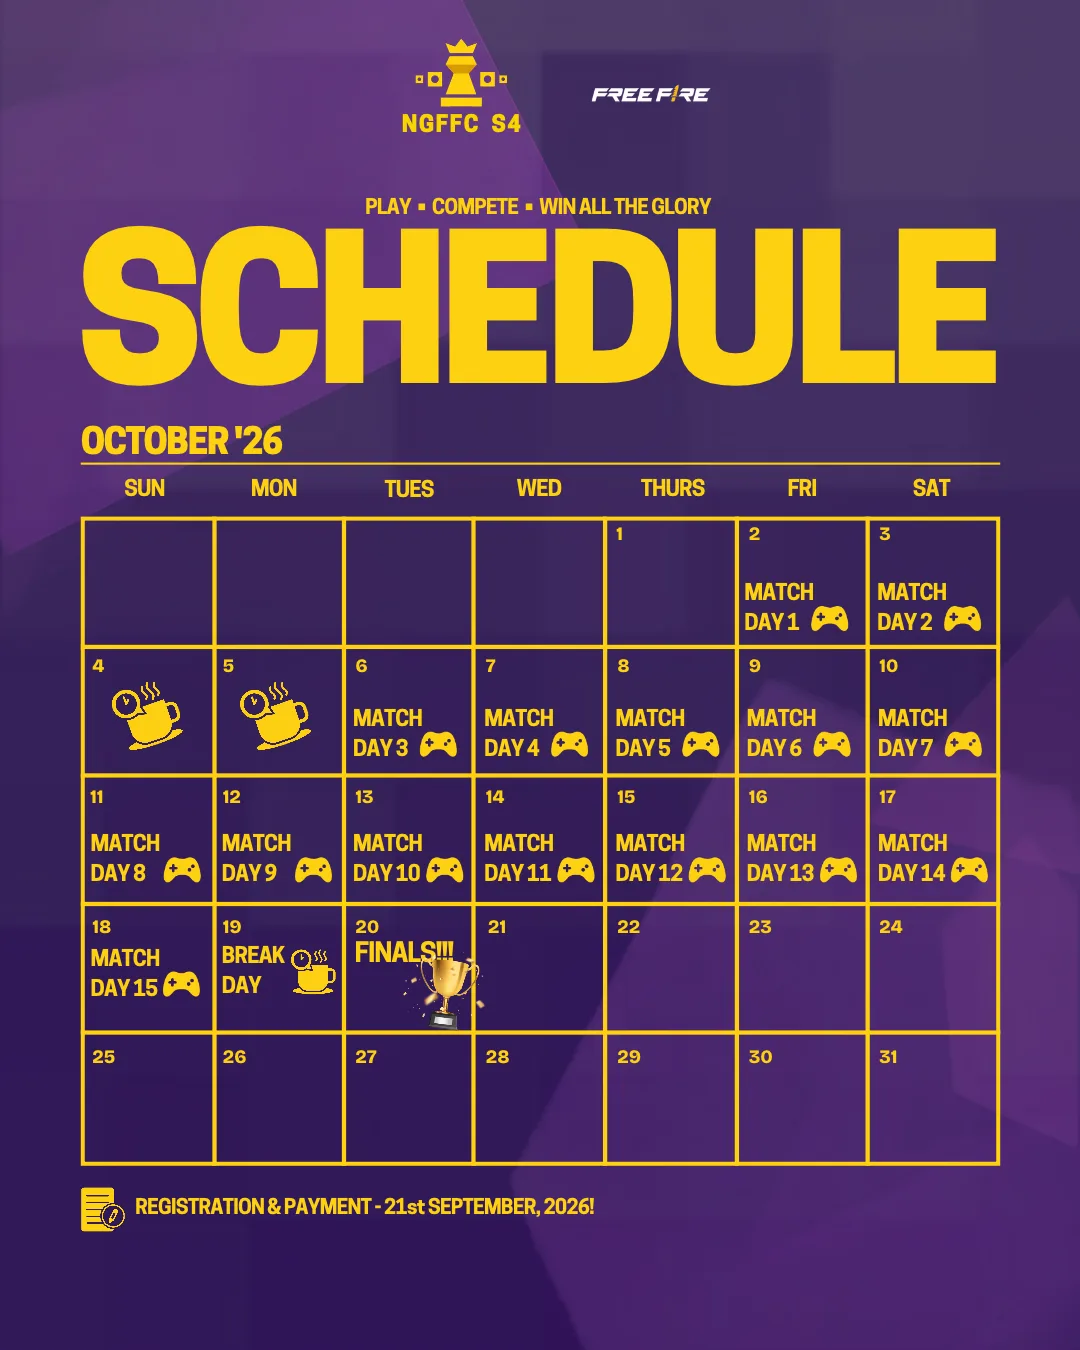 NGFFC S4
FREE FIRE
PLAY ▪ COMPETE ▪ WIN ALL THE GLORY
SCHEDULE
OCTOBER '26
SUN MON TUES WED THURS FRI SAT
1
2
MATCH
DAY 1
3
MATCH
DAY 2
4
5
6
MATCH
DAY 3
7
MATCH
DAY 4
8
MATCH
DAY 5
9
MATCH
DAY 6
10
MATCH
DAY 7
11
MATCH
DAY 8
12
MATCH
DAY 9
13
MATCH
DAY 10
14
MATCH
DAY 11
15
MATCH
DAY 12
16
MATCH
DAY 13
17
MATCH
DAY 14
18
MATCH
DAY 15
19
BREAK
DAY
20
FINALS!!!
21
22
23
24
25
26
27
28
29
30
31
REGISTRATION & PAYMENT - 21st SEPTEMBER, 2026!